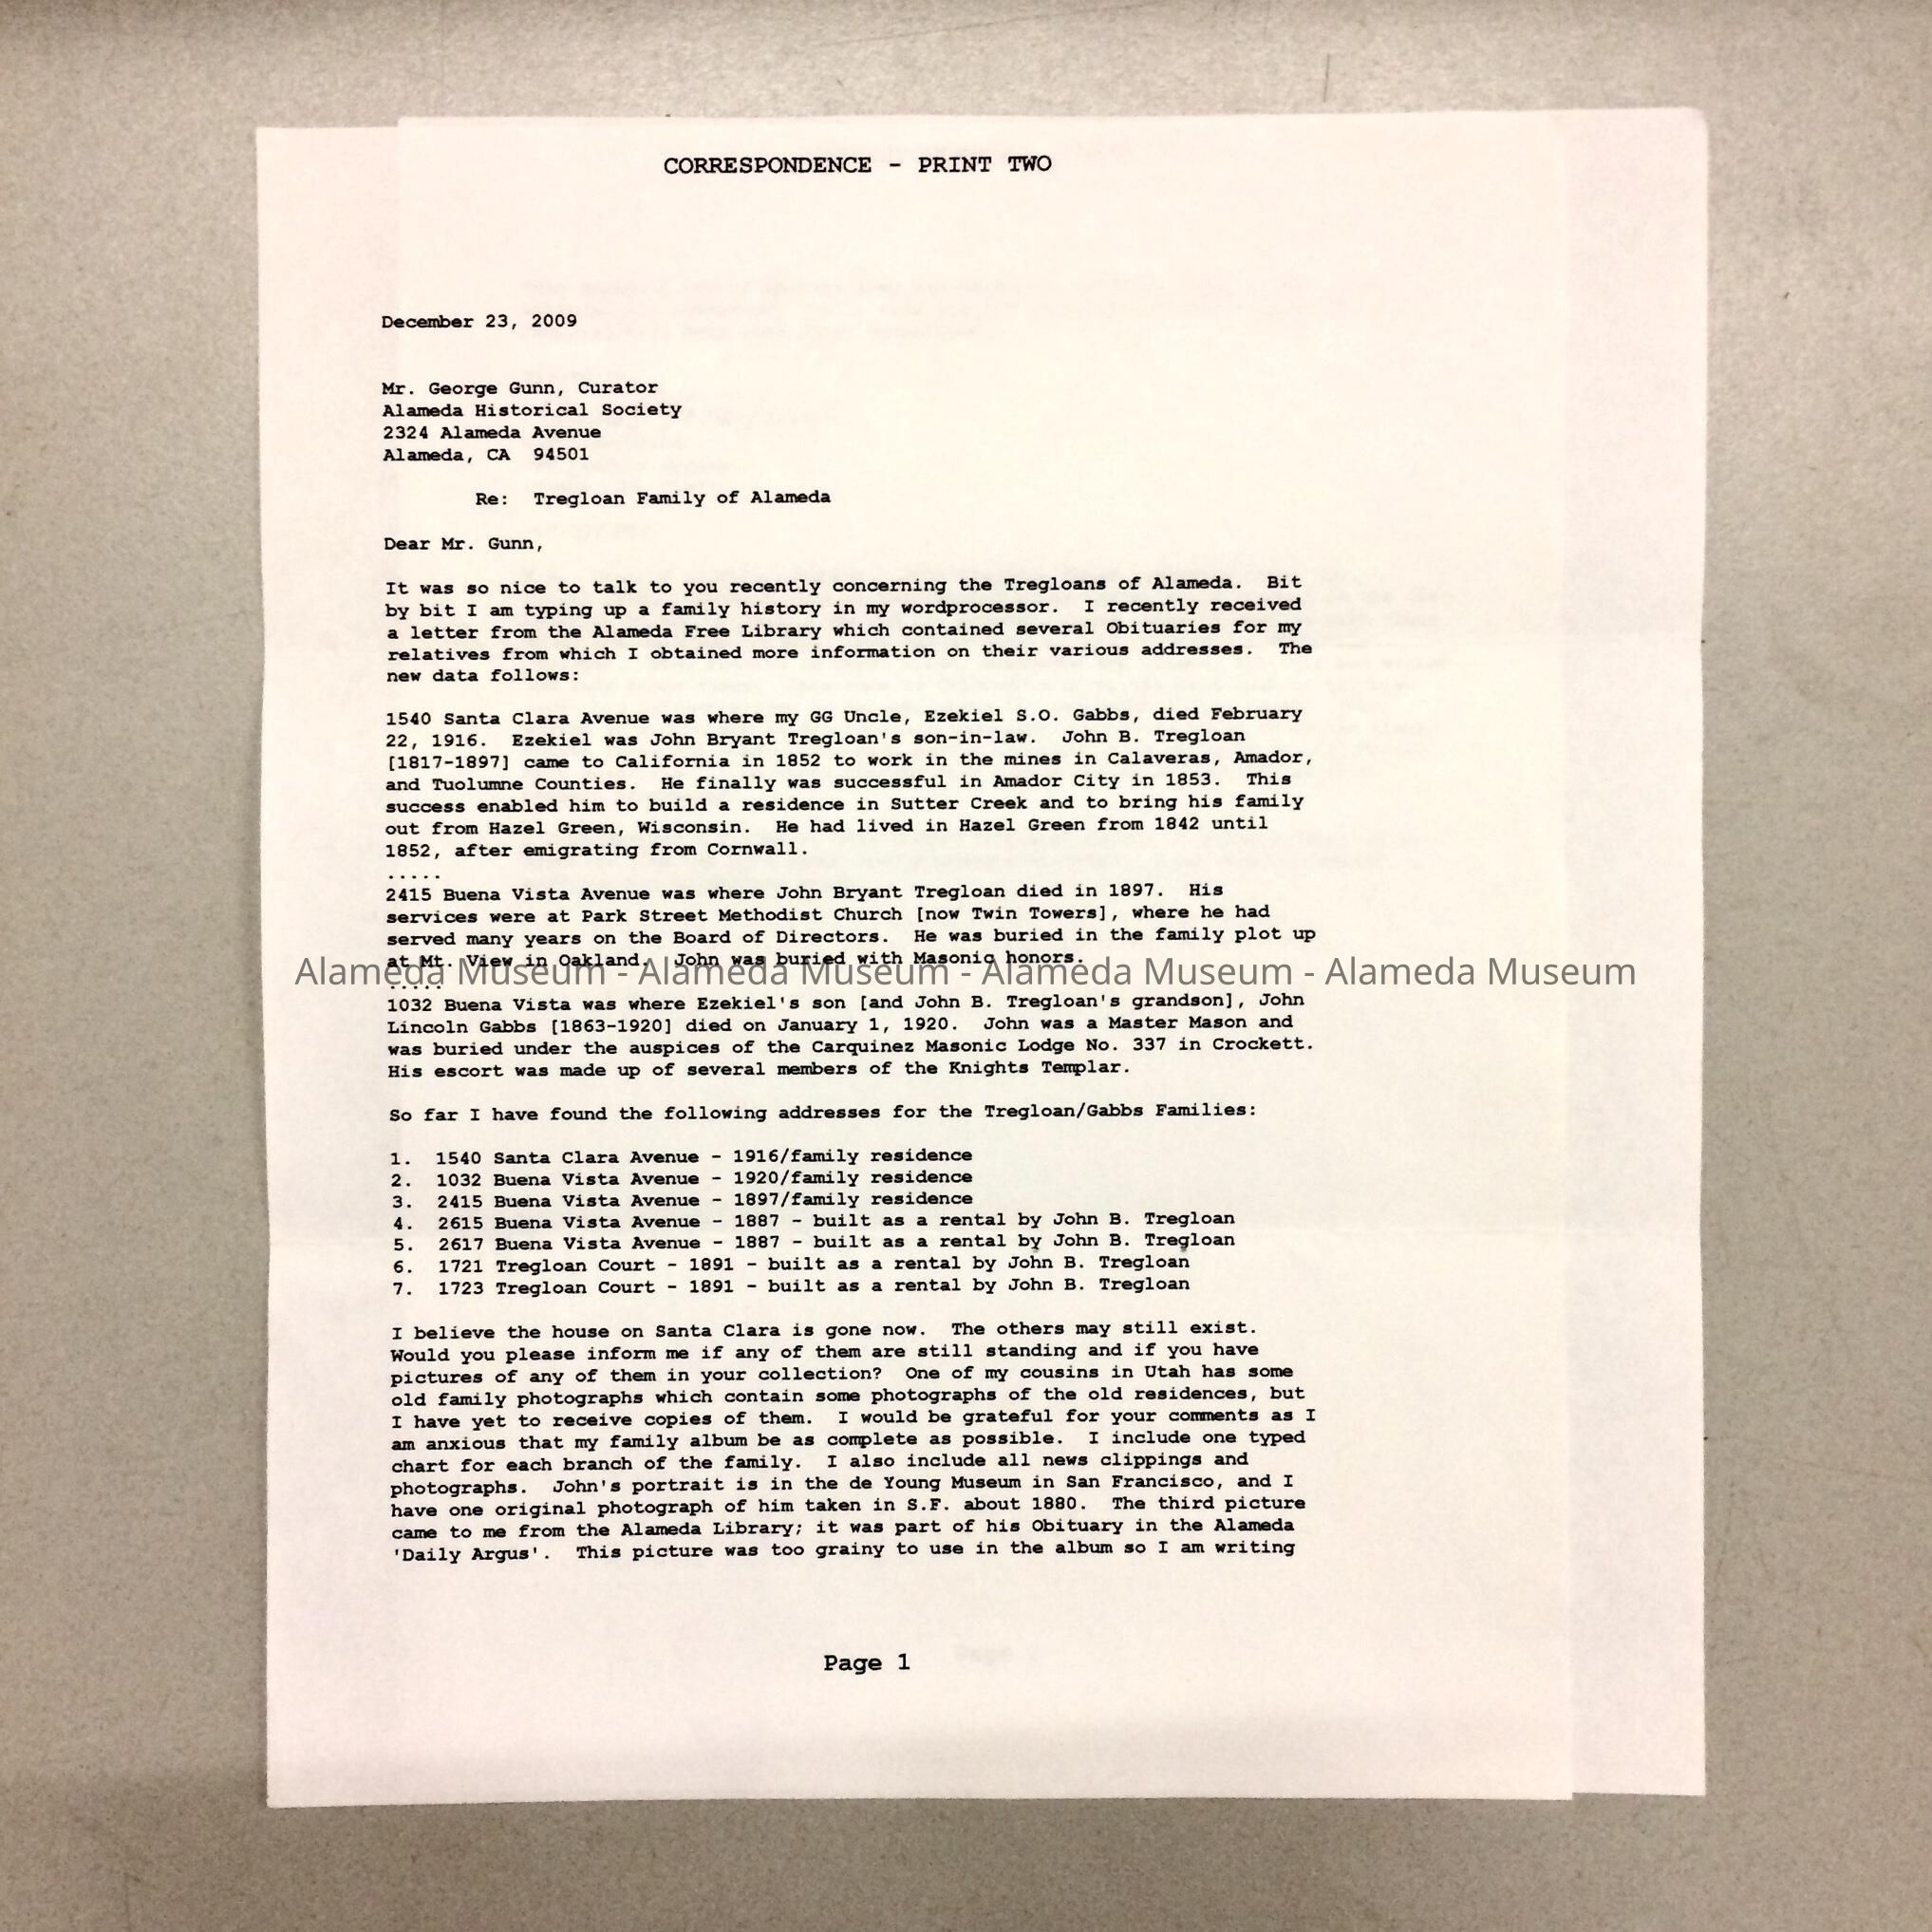 CORRESPONDENCE - PRINT TWO
December 23, 2009
Mr. George Gunn, Curator
Alameda Historical Society
2324 Alameda Avenue
Alameda, CA  94501
Re:  Tregloan Family of Alameda
Dear Mr. Gunn,
It was so nice to talk to you recently concerning the Tregloans of Alameda.  Bit
by bit I am typing up a family history in my wordprocessor.  I recently received
a letter from the Alameda Free Library which contained several Obituaries for my
relatives from which I obtained more information on their various addresses.  The
new data follows:
1540 Santa Clara Avenue was where my GG Uncle, Ezekiel S.O. Gabbs, died February
22, 1916.  Ezekiel was John Bryant Tregloan's son-in-law.  John B. Tregloan
[1817-1897] came to California in 1852 to work in the mines in Calaveras, Amador,
and Tuolumne Counties.  He finally was successful in Amador City in 1853.  This
success enabled him to build a residence in Sutter Creek and to bring his family
out from Hazel Green, Wisconsin.  He had lived in Hazel Green from 1842 until
1852, after emigrating from Cornwall.
.....
2415 Buena Vista Avenue was where John Bryant Tregloan died in 1897.  His
services were at Park Street Methodist Church [now Twin Towers], where he had
served many years on the Board of Directors.  He was buried in the family plot up
at Mt. View in Oakland.  John was buried with Masonic honors.
Alameda Museum - Alameda Museum - Alameda Museum - Alameda Museum
.....
1032 Buena Vista was where Ezekiel's son [and John B. Tregloan's grandson], John
Lincoln Gabbs [1863-1920] died on January 1, 1920.  John was a Master Mason and
was buried under the auspices of the Carquinez Masonic Lodge No. 337 in Crockett.
His escort was made up of several members of the Knights Templar.
So far I have found the following addresses for the Tregloan/Gabbs Families:
1.  1540 Santa Clara Avenue - 1916/family residence
2.  1032 Buena Vista Avenue - 1920/family residence
3.  2415 Buena Vista Avenue - 1897/family residence
4.  2615 Buena Vista Avenue - 1887 - built as a rental by John B. Tregloan
5.  2617 Buena Vista Avenue - 1887 - built as a rental by John B. Tregloan
6.  1721 Tregloan Court - 1891 - built as a rental by John B. Tregloan
7.  1723 Tregloan Court - 1891 - built as a rental by John B. Tregloan
I believe the house on Santa Clara is gone now.  The others may still exist.
Would you please inform me if any of them are still standing and if you have
pictures of any of them in your collection?  One of my cousins in Utah has some
old family photographs which contain some photographs of the old residences, but
I have yet to receive copies of them.  I would be grateful for your comments as I
am anxious that my family album be as complete as possible.  I include one typed
chart for each branch of the family.  I also include all news clippings and
photographs.  John's portrait is in the de Young Museum in San Francisco, and I
have one original photograph of him taken in S.F. about 1880.  The third picture
came to me from the Alameda Library; it was part of his Obituary in the Alameda
'Daily Argus'.  This picture was too grainy to use in the album so I am writing
Page 1